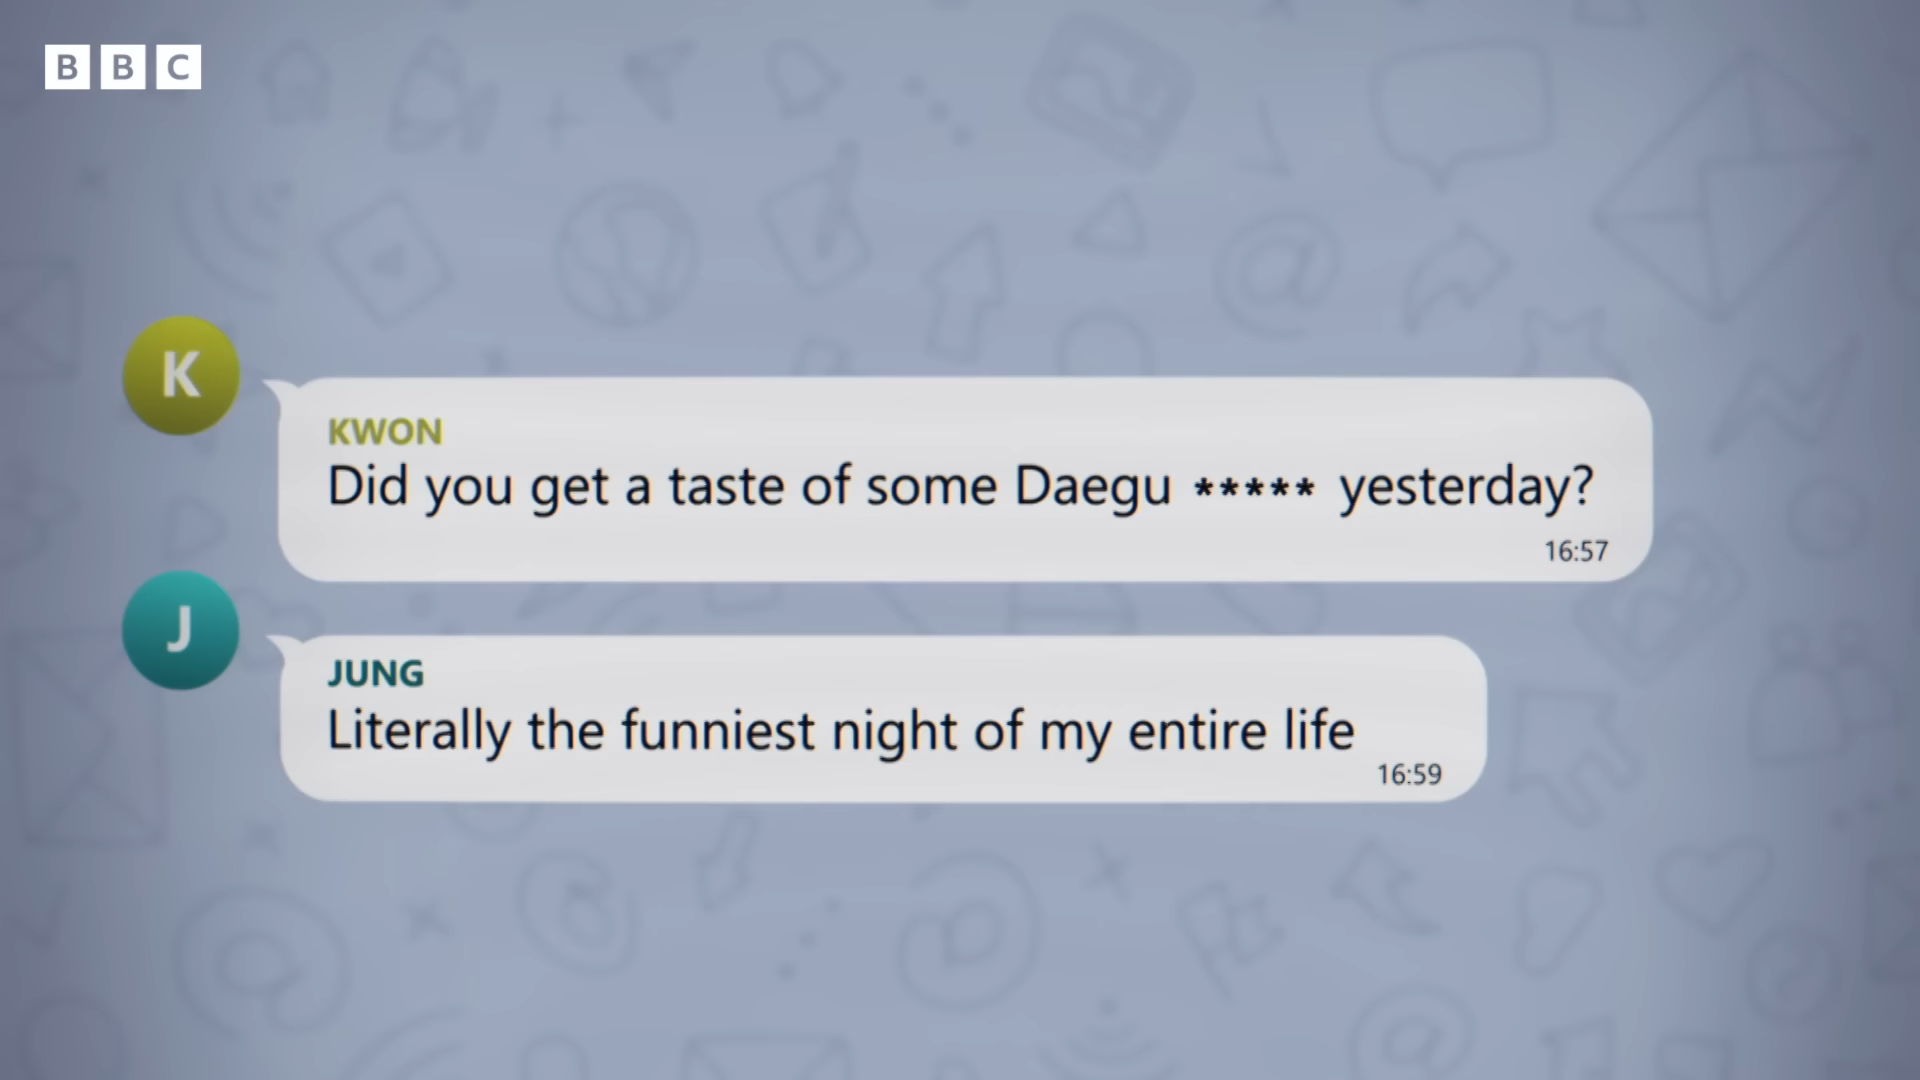 BBC
K
KWON
Did you get a taste of some Daegu ***** yesterday?
16:57
J
JUNG
Literally the funniest night of my entire life
16:59